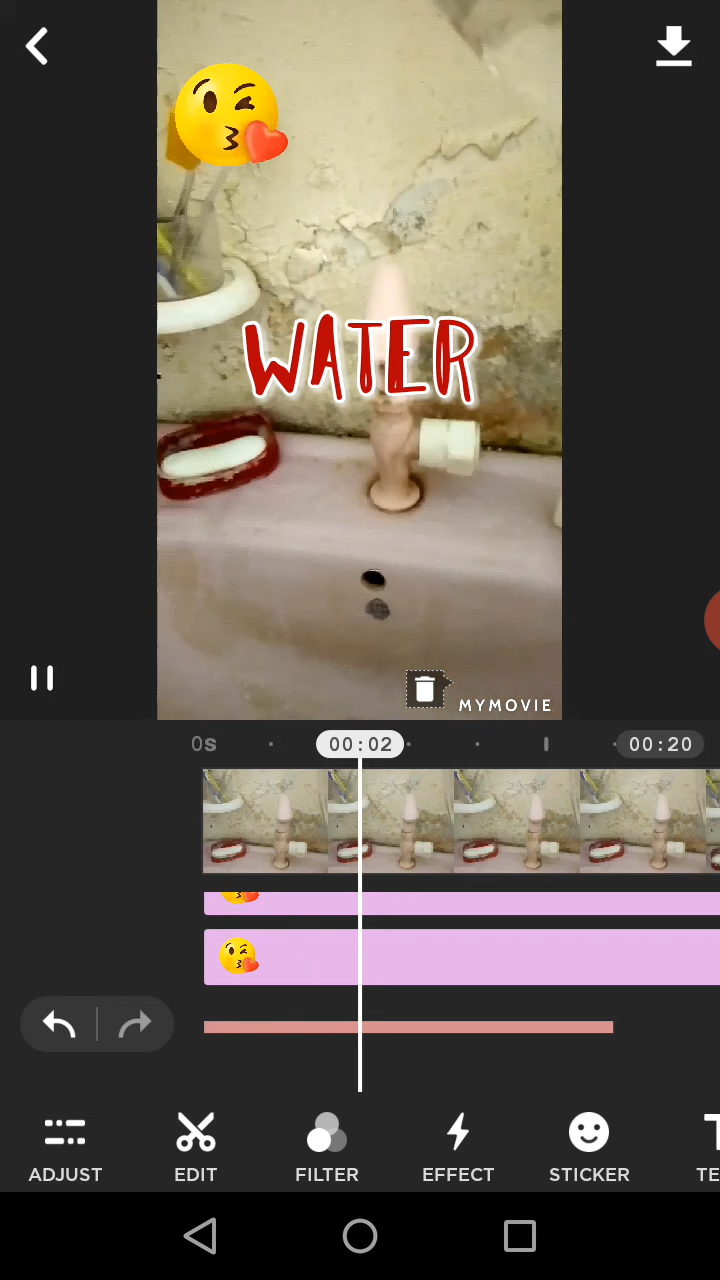 WATER
MYMOVIE
0s
00:02
00:20
ADJUST
EDIT
FILTER
EFFECT
STICKER